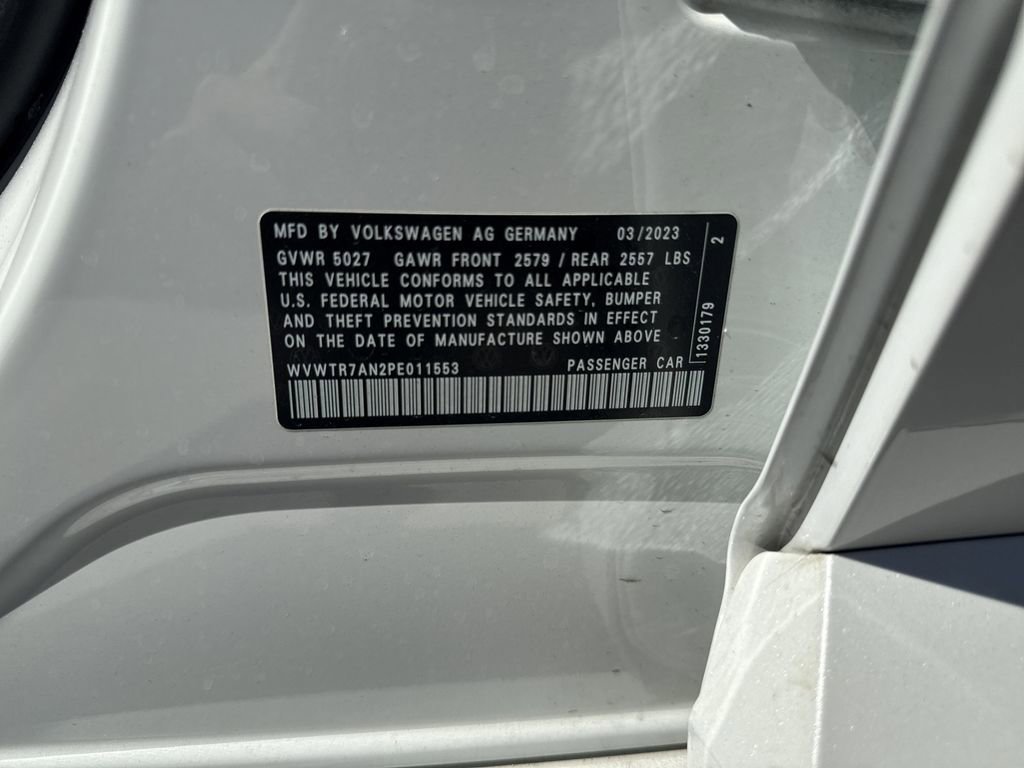 MFD BY VOLKSWAGEN AG GERMANY 03/2023
GVWR 5027 GAWR FRONT 2579 / REAR 2557 LBS
THIS VEHICLE CONFORMS TO ALL APPLICABLE
U.S. FEDERAL MOTOR VEHICLE SAFETY, BUMPER
AND THEFT PREVENTION STANDARDS IN EFFECT
ON THE DATE OF MANUFACTURE SHOWN ABOVE
WVWTR7AN2PE011553 PASSENGER CAR
1330179 2